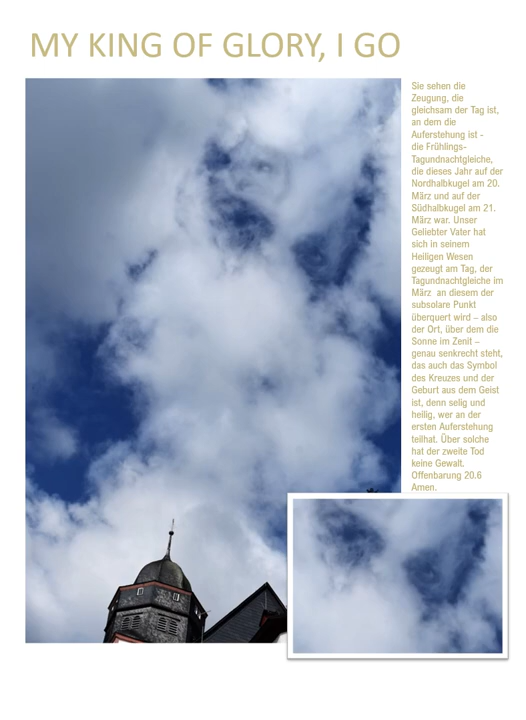 MY KING OF GLORY, I GO
Sie sehen die
Zeugung, die
gleichsam der Tag ist,
an dem die
Auferstehung ist -
die Frühlings-
Tagundnachtgleiche,
die dieses Jahr auf der
Nordhalbkugel am 20.
März und auf der
Südhalbkugel am 21.
März war. Unser
Geliebter Vater hat
sich in seinem
Heiligen Wesen
gezeugt am Tag, der
Tagundnachtgleiche im
März an diesem der
subsolare Punkt
überquert wird – also
der Ort, über dem die
Sonne im Zenit –
genau senkrecht steht,
das auch das Symbol
des Kreuzes und der
Geburt aus dem Geist
ist, denn selig und
heilig, wer an der
ersten Auferstehung
teilhat. Über solche
hat der zweite Tod
keine Gewalt,
Offenbarung 20.6
Amen.